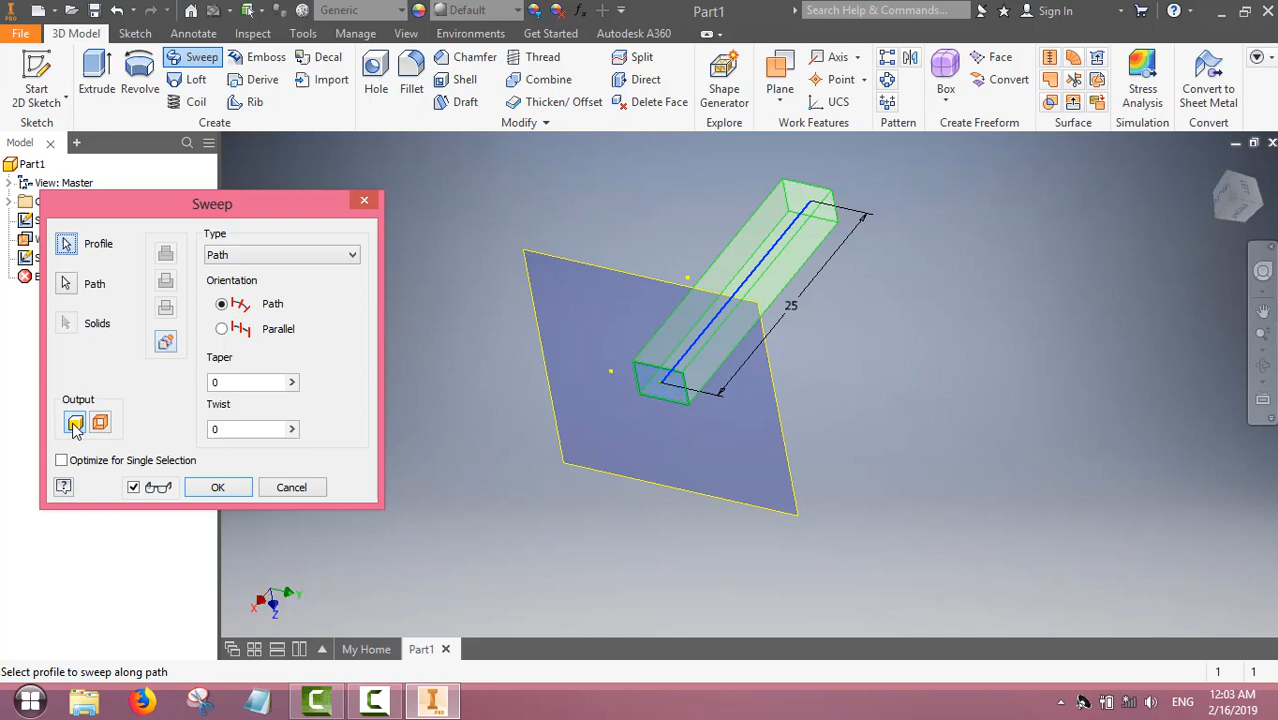 PRO Generic Default Part1 Search Help & Commands... Sign In
File 3D Model Sketch Annotate Inspect Tools Manage View Environments Get Started Autodesk A360
Start 2D Sketch Extrude Revolve Sweep Emboss Decal Hole Fillet Chamfer Thread Split Shape Generator Plane Axis Box Face Stress Analysis Convert to Sheet Metal
Loft Derive Import Shell Combine Direct Point Convert
Coil Rib Draft Thicken/ Offset Delete Face UCS
Sketch Create Modify Explore Work Features Pattern Create Freeform Surface Simulation Convert
Model
Part1
View: Master
Sweep
Profile
Path
Solids
Type
Path
Orientation
Path
Parallel
Taper
0
Twist
0
Output
Optimize for Single Selection
OK
Cancel
25
X
Y
Z
My Home Part1
Select profile to sweep along path
1 1
PRO
ENG
12:03 AM
2/16/2019